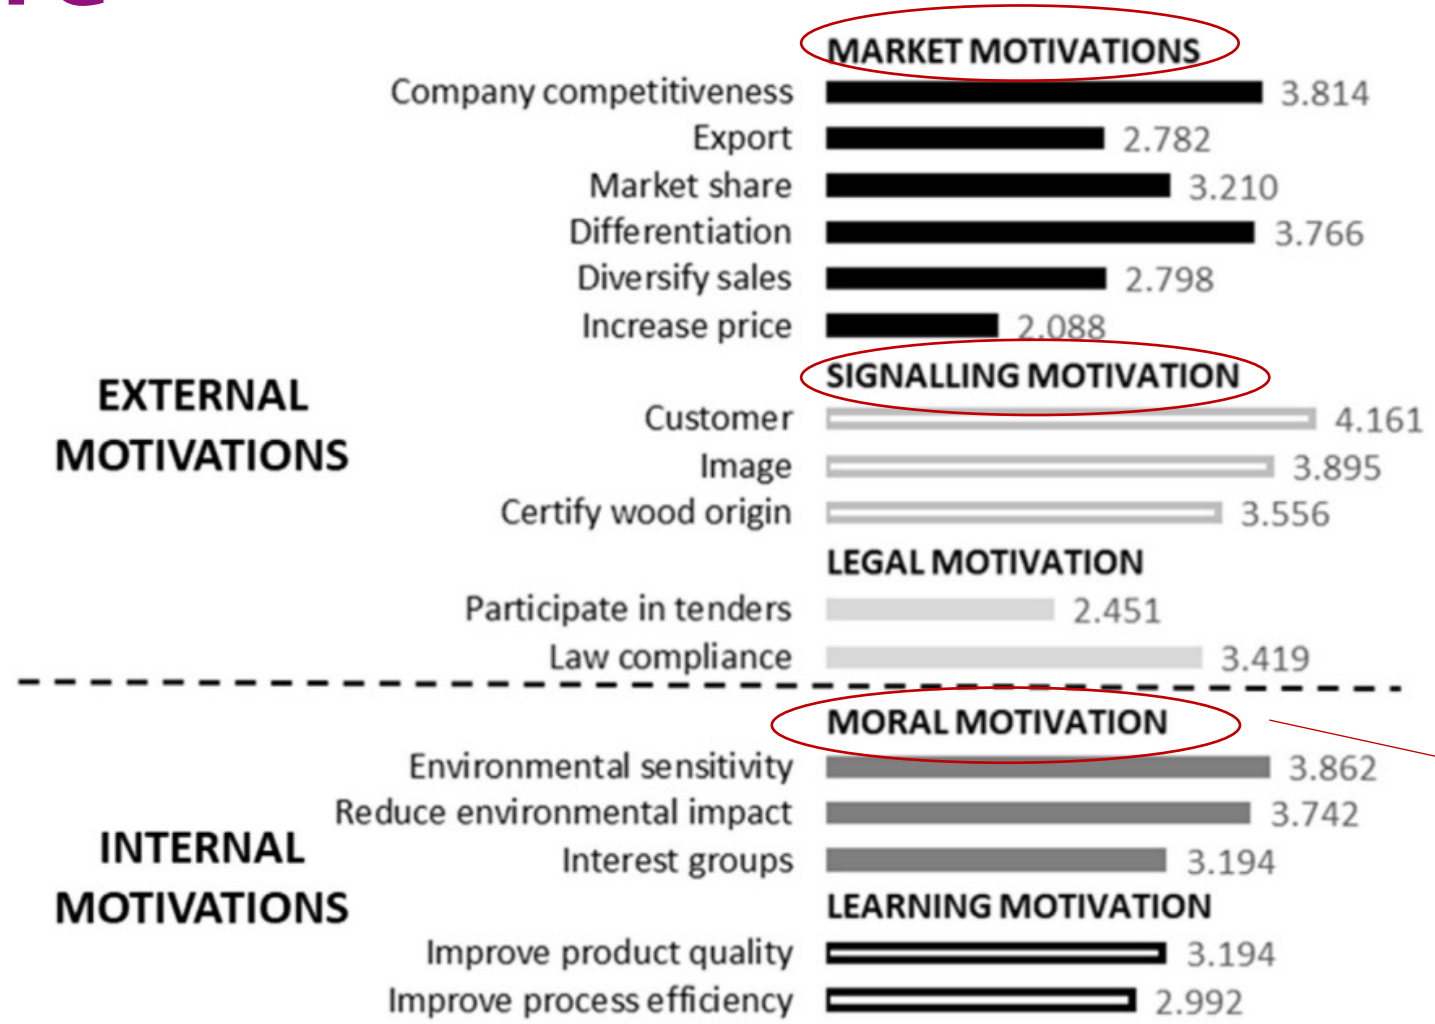 MARKET MOTIVATIONS
Company competitiveness 3.814
Export 2.782
Market share 3.210
Differentiation 3.766
Diversify sales 2.798
Increase price 2.088
EXTERNAL
MOTIVATIONS
SIGNALLING MOTIVATION
Customer 4.161
Image 3.895
Certify wood origin 3.556
LEGAL MOTIVATION
Participate in tenders 2.451
Law compliance 3.419
MORAL MOTIVATION
Environmental sensitivity 3.862
Reduce environmental impact 3.742
Interest groups 3.194
INTERNAL
MOTIVATIONS
LEARNING MOTIVATION
Improve product quality 3.194
Improve process efficiency 2.992